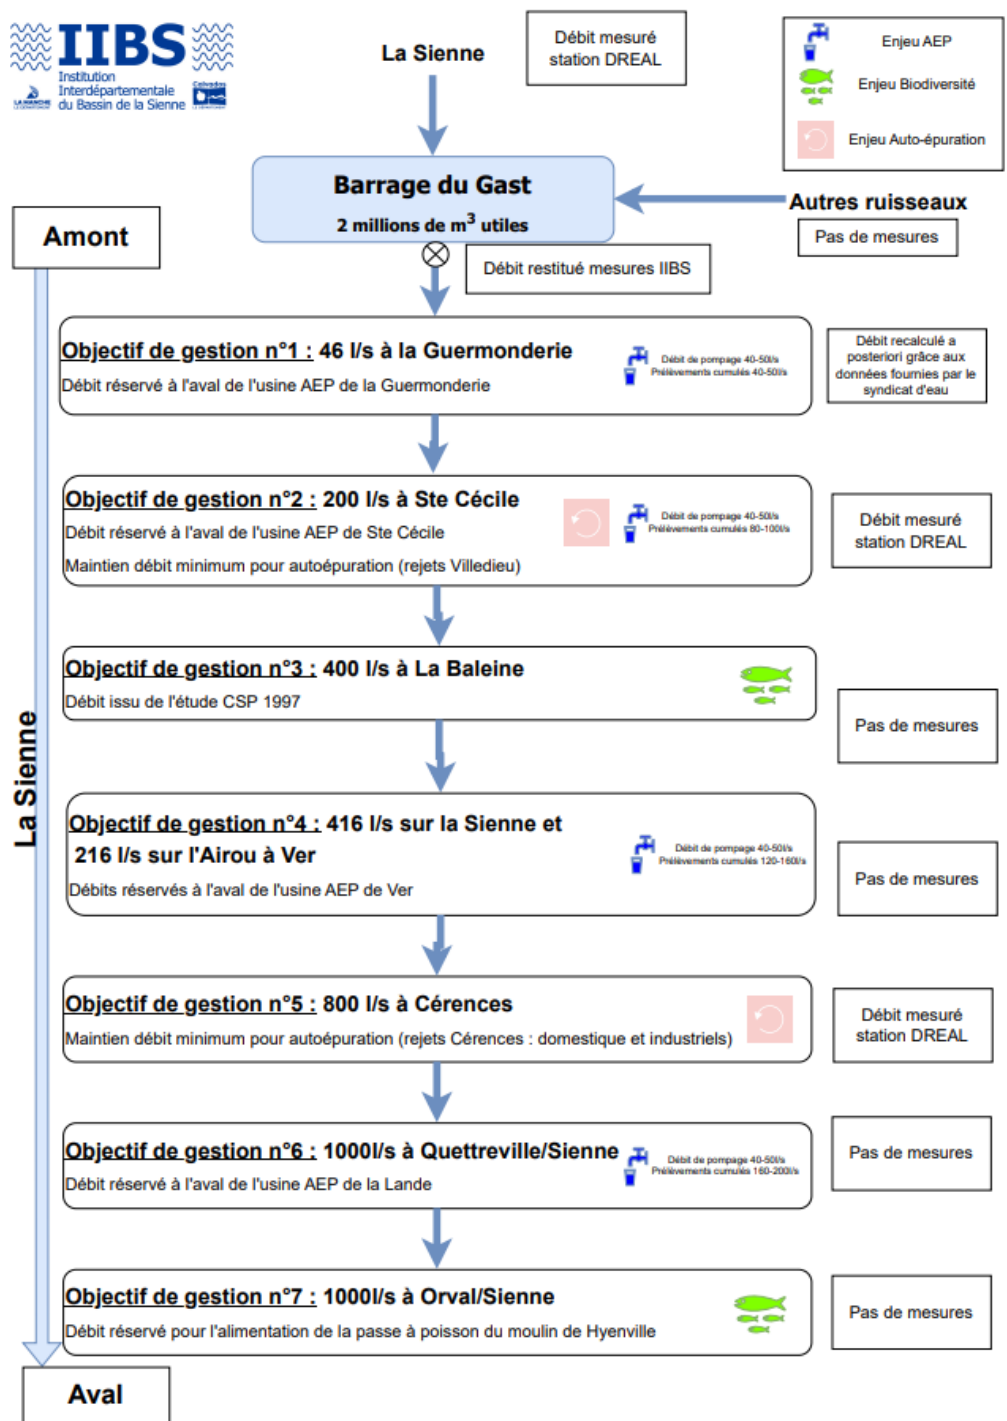 IIBS
Institution
Interdépartementale
du Bassin de la Sienne
LA MANCHE
Calvados
La Sienne
Débit mesuré
station DREAL
Enjeu AEP
Enjeu Biodiversité
Enjeu Auto-épuration
Barrage du Gast
2 millions de m³ utiles
Autres ruisseaux
Pas de mesures
Amont
Débit restitué mesures IIBS
Objectif de gestion n°1 : 46 l/s à la Guermonderie
Débit réservé à l'aval de l'usine AEP de la Guermonderie
Débit de pompage 40-50l/s
Prélèvements cumulés 40-50l/s
Débit recalculé a
posteriori grâce aux
données fournies par le
syndicat d'eau
Objectif de gestion n°2 : 200 l/s à Ste Cécile
Débit réservé à l'aval de l'usine AEP de Ste Cécile
Maintien débit minimum pour autoépuration (rejets Villedieu)
Débit de pompage 40-50l/s
Prélèvements cumulés 80-100l/s
Débit mesuré
station DREAL
Objectif de gestion n°3 : 400 l/s à La Baleine
Débit issu de l'étude CSP 1997
Pas de mesures
La Sienne
Objectif de gestion n°4 : 416 l/s sur la Sienne et
216 l/s sur l'Airou à Ver
Débits réservés à l'aval de l'usine AEP de Ver
Débit de pompage 40-50l/s
Prélèvements cumulés 120-160l/s
Pas de mesures
Objectif de gestion n°5 : 800 l/s à Cérences
Maintien débit minimum pour autoépuration (rejets Cérences : domestique et industriels)
Débit mesuré
station DREAL
Objectif de gestion n°6 : 1000l/s à Quettreville/Sienne
Débit réservé à l'aval de l'usine AEP de la Lande
Débit de pompage 40-50l/s
Prélèvements cumulés 160-200l/s
Pas de mesures
Objectif de gestion n°7 : 1000l/s à Orval/Sienne
Débit réservé pour l'alimentation de la passe à poisson du moulin de Hyenville
Pas de mesures
Aval